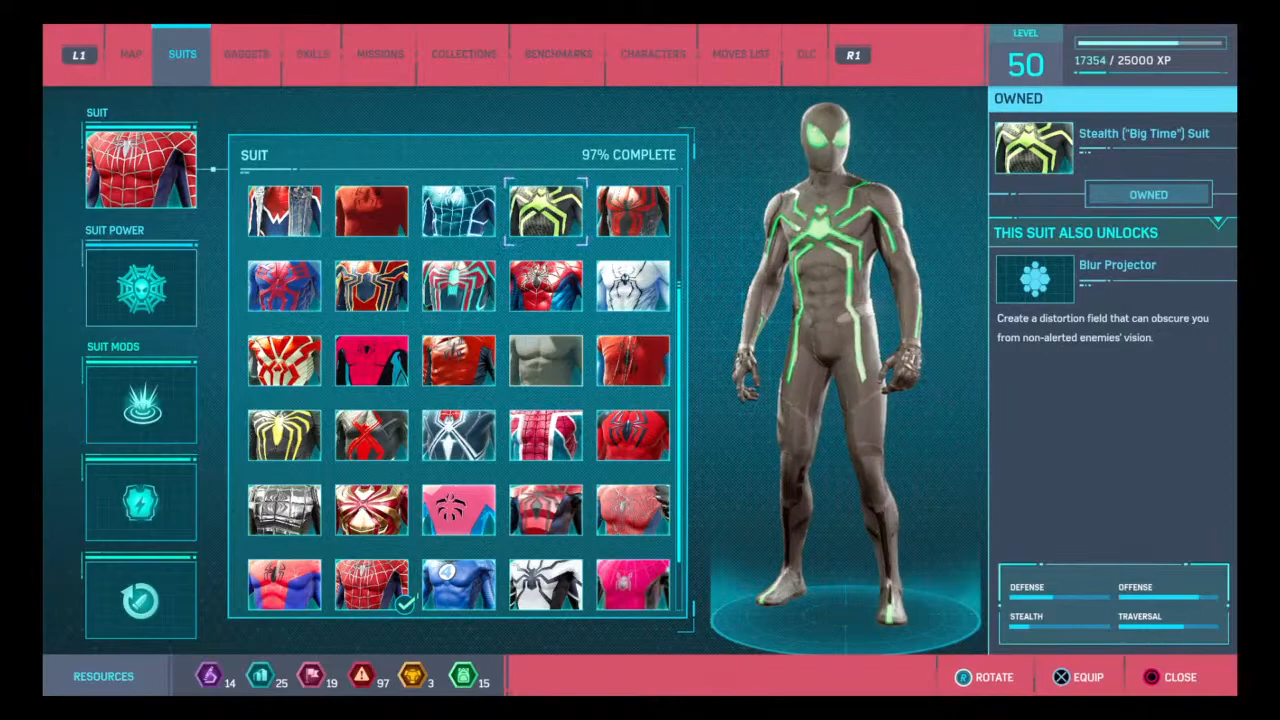 L1 MAP SUITS GADGETS SKILLS MISSIONS COLLECTIONS BENCHMARKS CHARACTERS MOVES LIST DLC R1
LEVEL
50
17354 / 25000 XP
OWNED
Stealth ("Big Time") Suit
OWNED
THIS SUIT ALSO UNLOCKS
Blur Projector
Create a distortion field that can obscure you
from non-alerted enemies' vision.
SUIT
SUIT POWER
SUIT MODS
SUIT 97% COMPLETE
4
DEFENSE OFFENSE
STEALTH TRAVERSAL
RESOURCES 14 25 19 97 3 15
R ROTATE EQUIP CLOSE